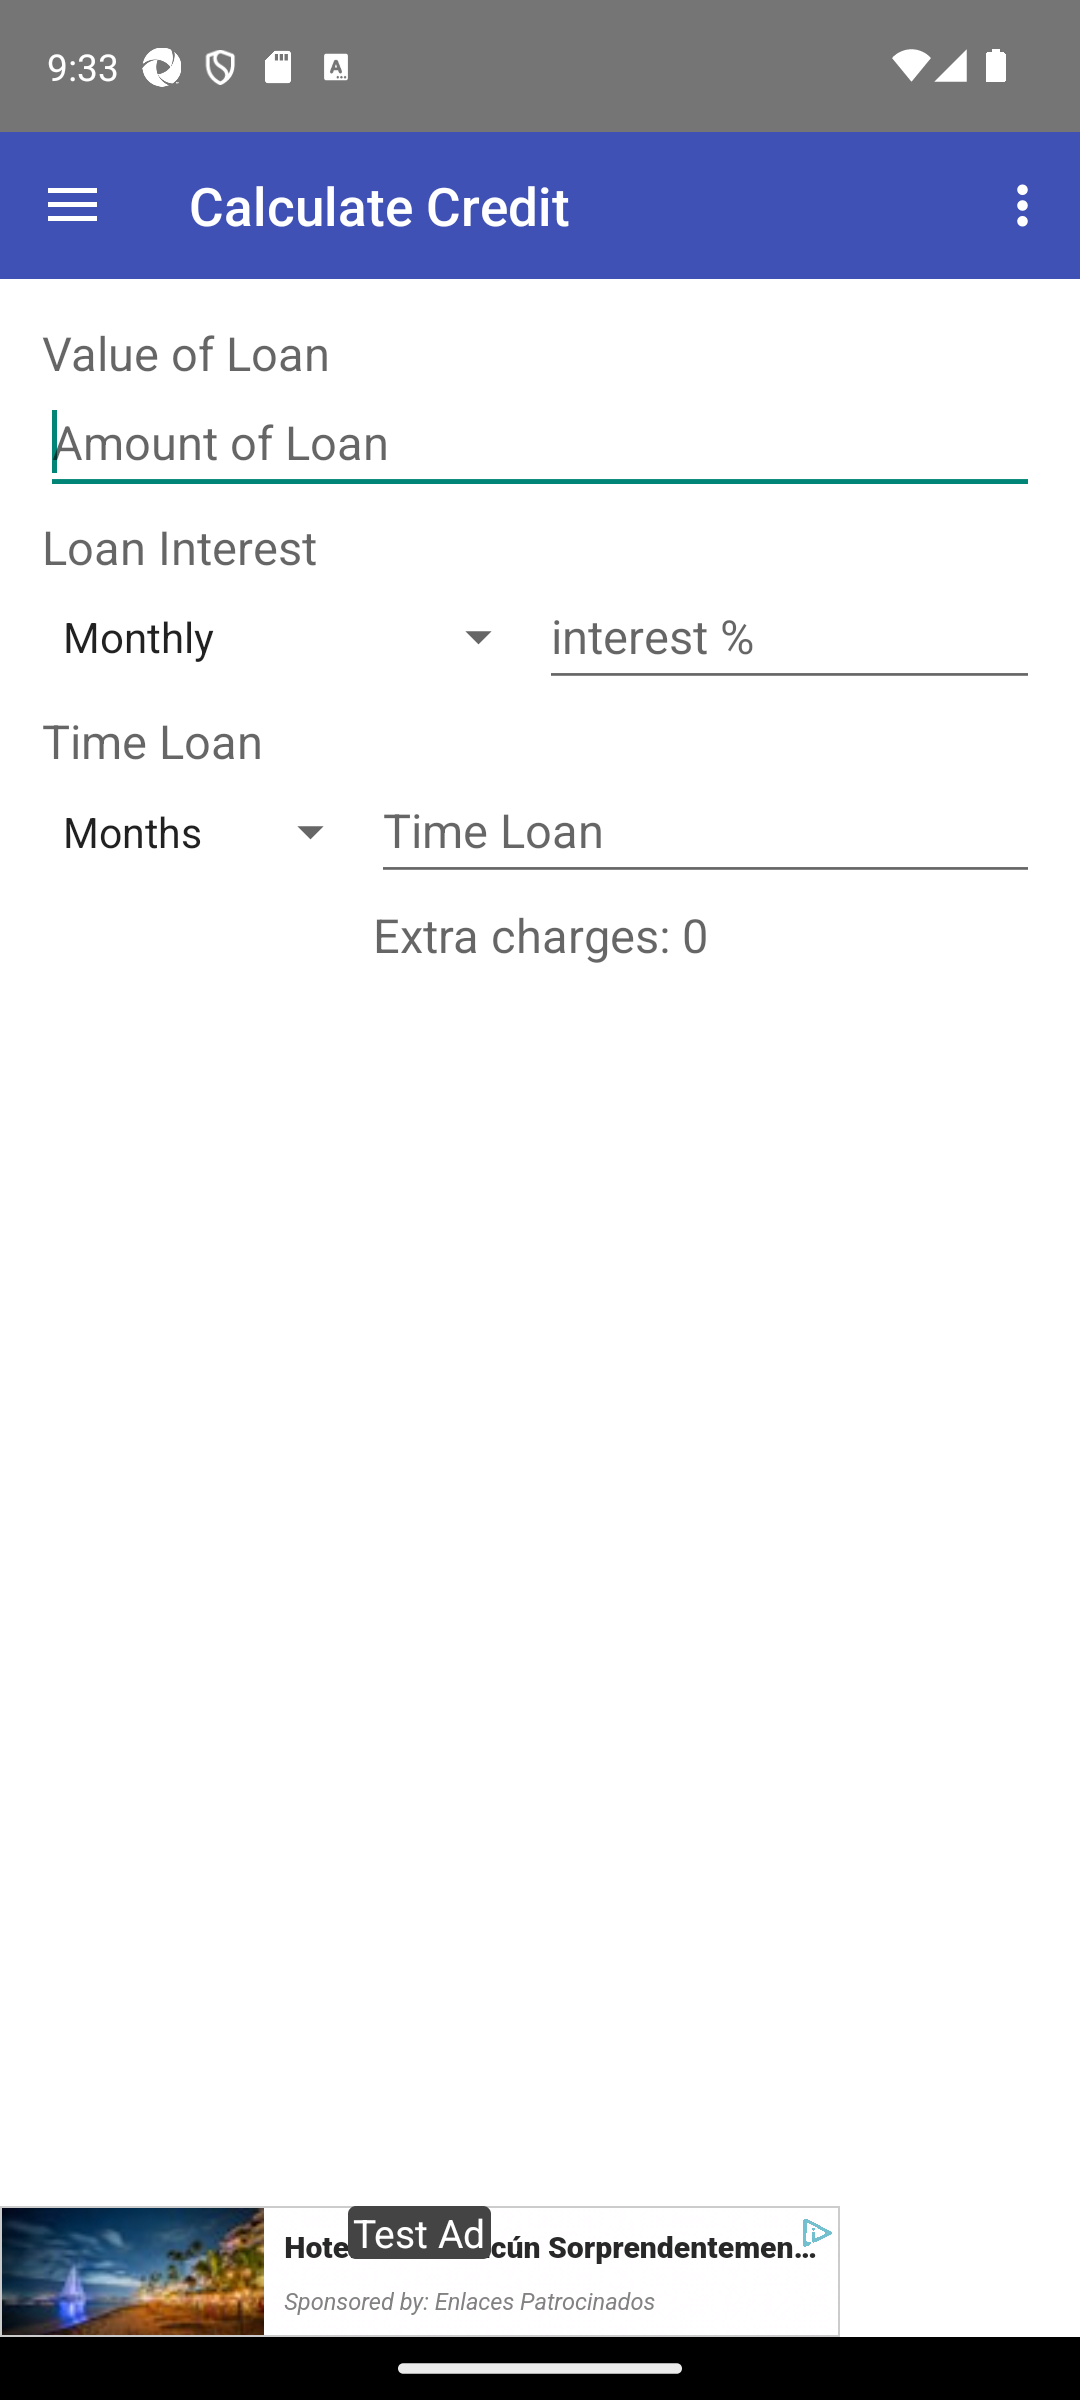 9:33
Calculate Credit
Value of Loan
Amount of Loan
Loan Interest
Monthly
interest %
Time Loan
Months
Time Loan
Extra charges: 0
Test Ad
Hote cún Sorprendentemen...
Sponsored by: Enlaces Patrocinados